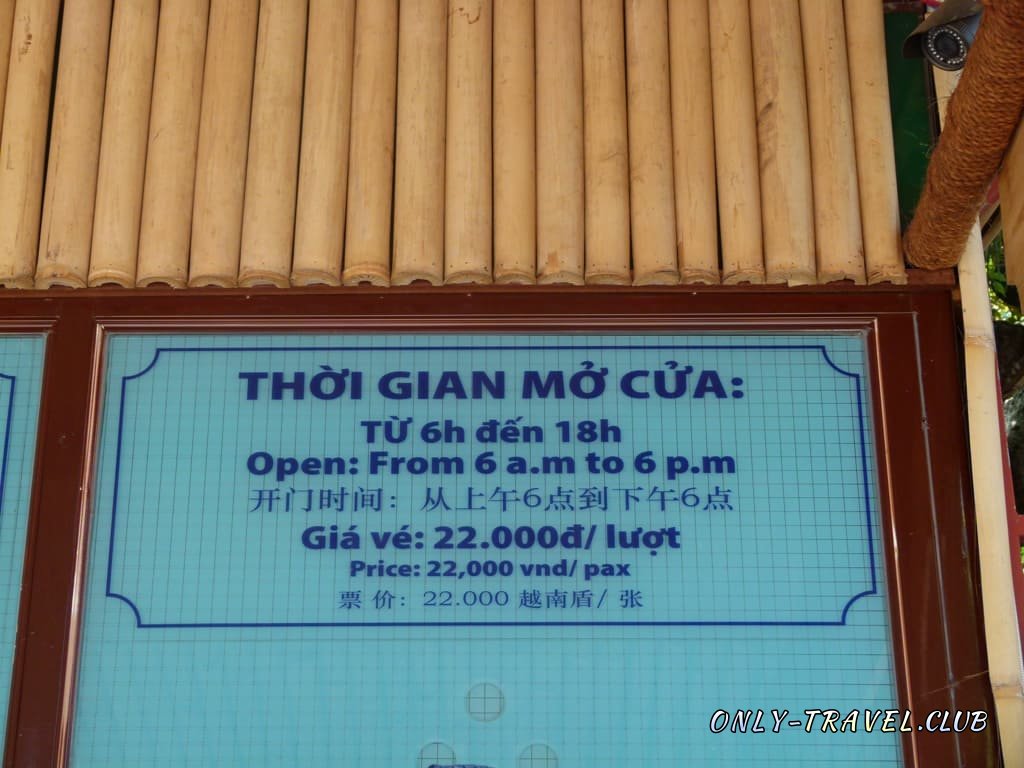 THỜI GIAN MỞ CỬA:
TỪ 6h đến 18h
Open: From 6 a.m to 6 p.m
开门时间：从上午6点到下午6点
Giá vé: 22.000đ/ lượt
Price: 22,000 vnd/ pax
票 价：22.000 越南盾/ 张
ONLY-TRAVEL.CLUB